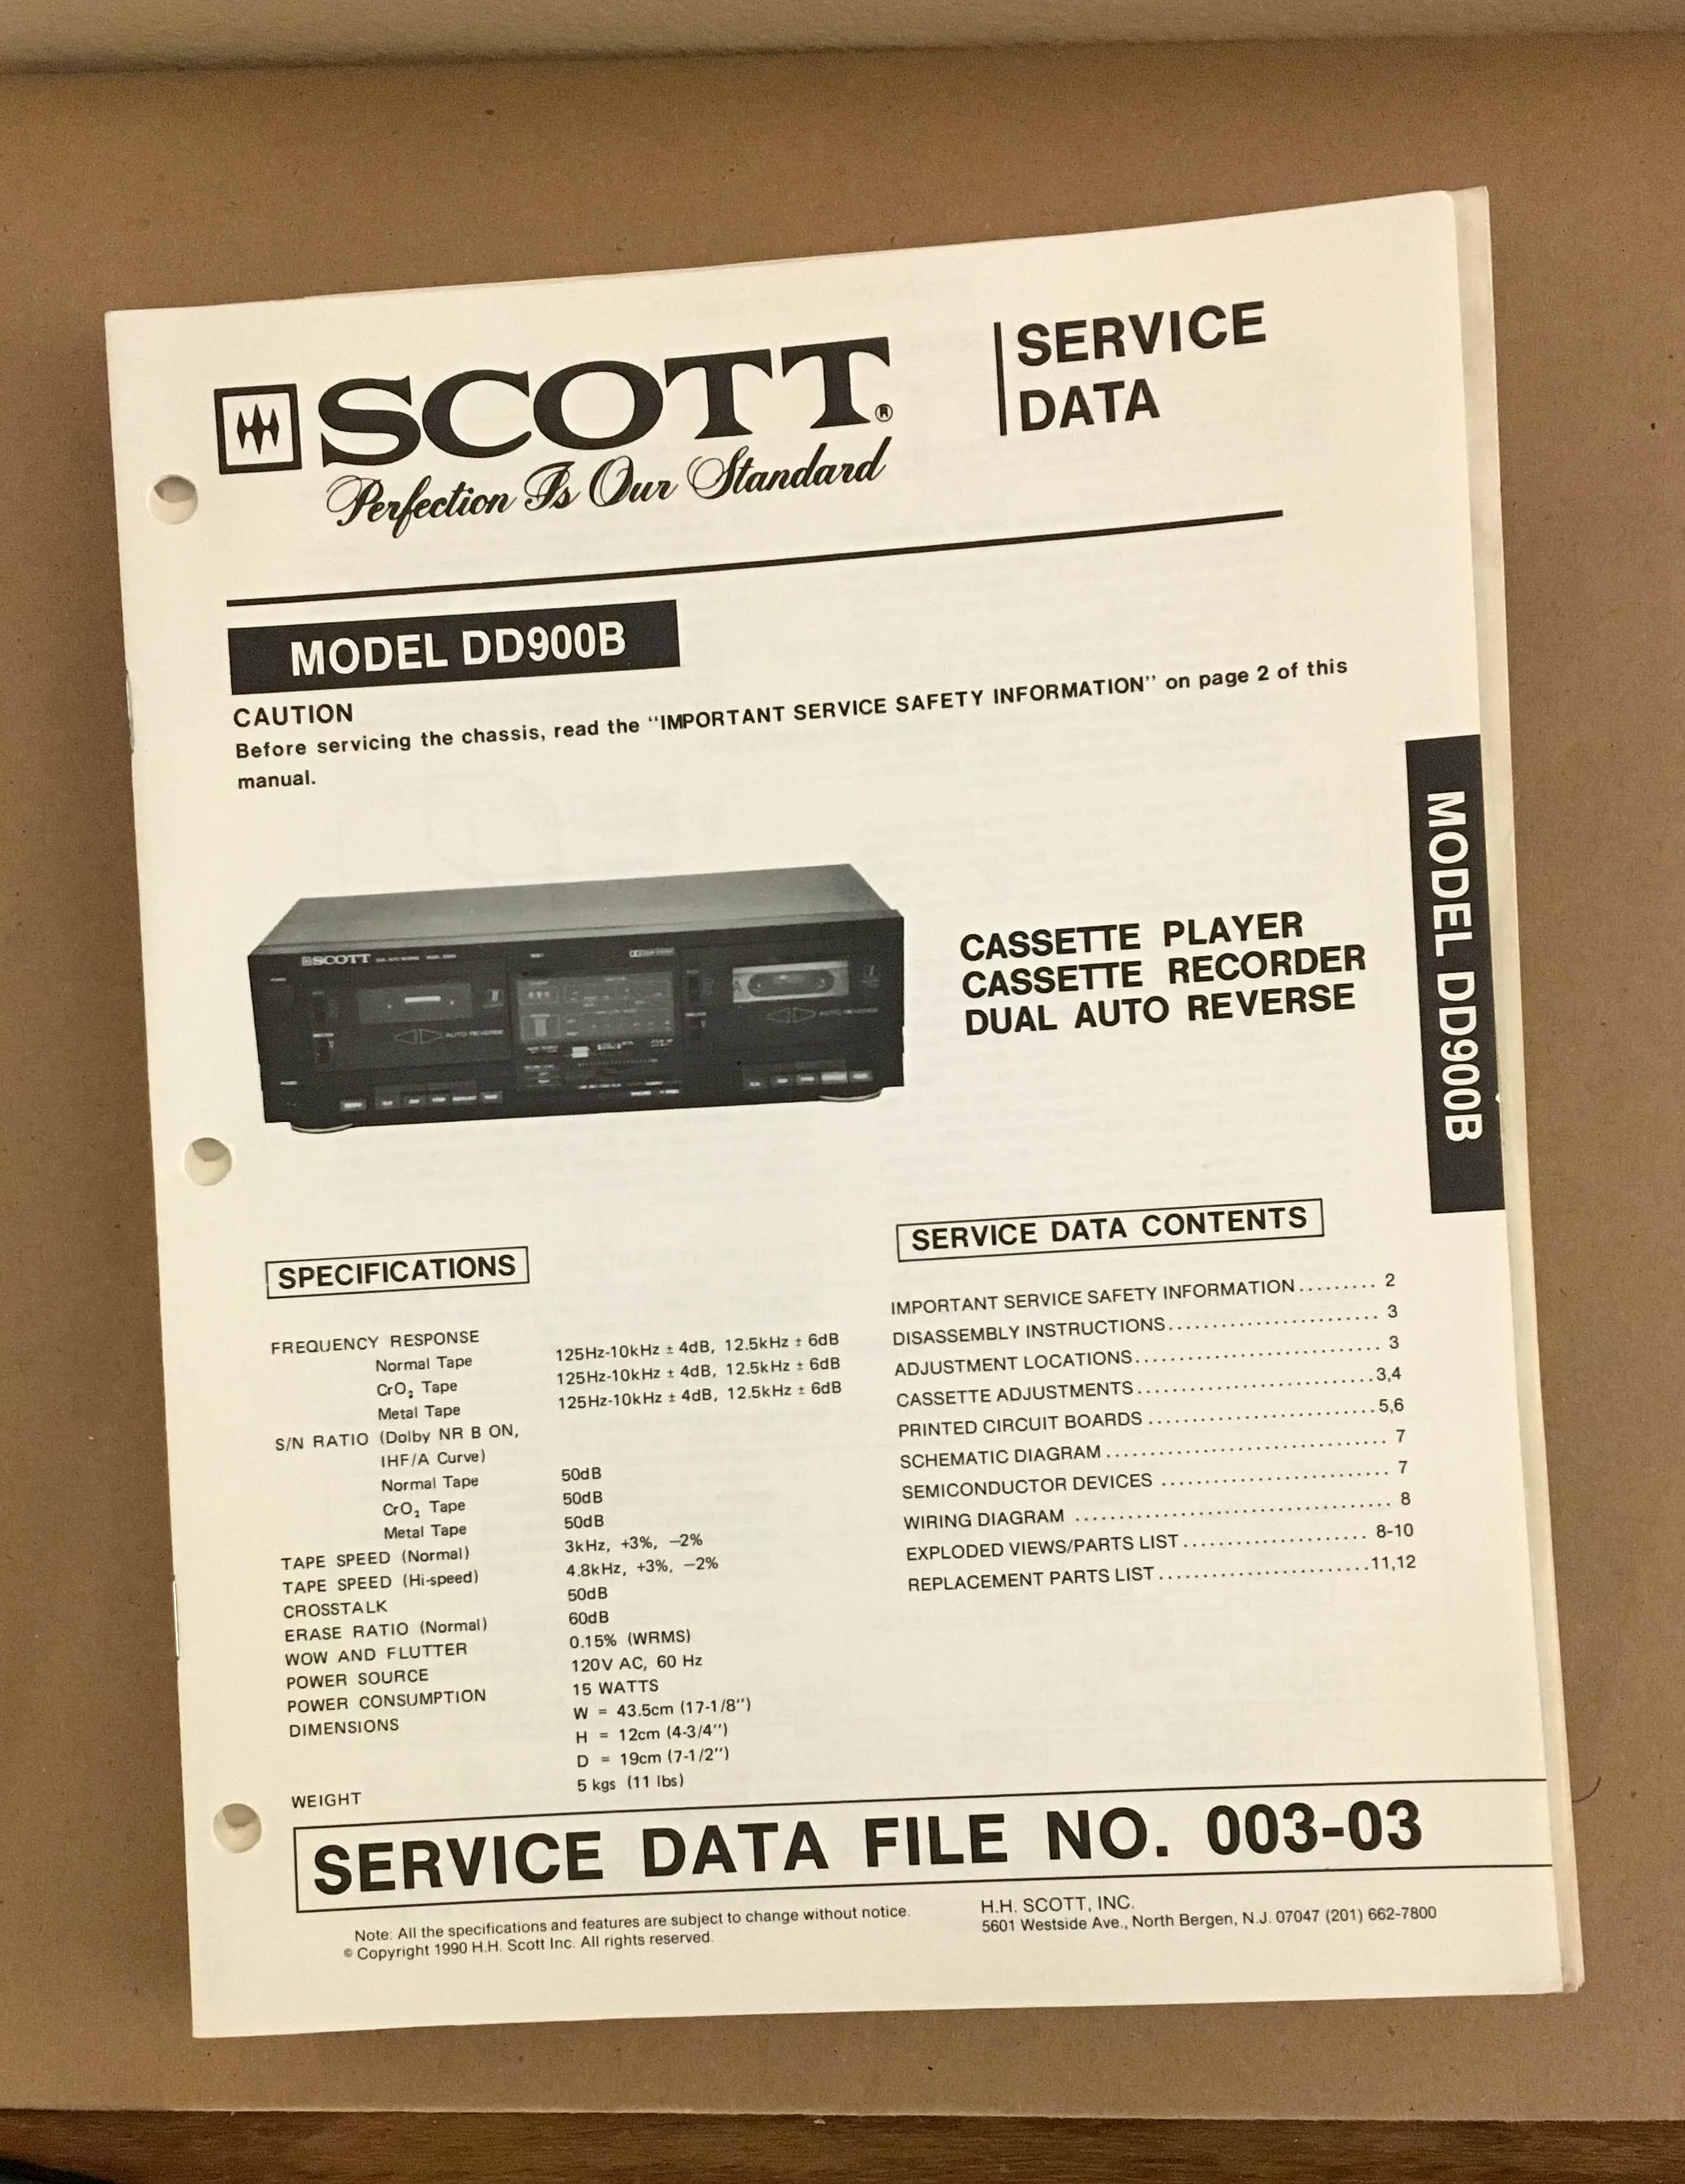 SCOTT®
Perfection Is Our Standard
SERVICE
DATA
MODEL DD900B
CAUTION
Before servicing the chassis, read the "IMPORTANT SERVICE SAFETY INFORMATION" on page 2 of this
manual.
SCOTT
AUTO REVERSE
AUTO REVERSE
CASSETTE PLAYER
CASSETTE RECORDER
DUAL AUTO REVERSE
MODEL DD900B
SPECIFICATIONS
FREQUENCY RESPONSE
Normal Tape 125Hz-10kHz ± 4dB, 12.5kHz ± 6dB
CrO₂ Tape 125Hz-10kHz ± 4dB, 12.5kHz ± 6dB
Metal Tape 125Hz-10kHz ± 4dB, 12.5kHz ± 6dB
S/N RATIO (Dolby NR B ON,
IHF/A Curve)
Normal Tape 50dB
CrO₂ Tape 50dB
Metal Tape 50dB
TAPE SPEED (Normal) 3kHz, +3%, −2%
TAPE SPEED (Hi-speed) 4.8kHz, +3%, −2%
CROSSTALK 50dB
ERASE RATIO (Normal) 60dB
WOW AND FLUTTER 0.15% (WRMS)
POWER SOURCE 120V AC, 60 Hz
POWER CONSUMPTION 15 WATTS
DIMENSIONS W = 43.5cm (17-1/8'')
H = 12cm (4-3/4'')
D = 19cm (7-1/2'')
WEIGHT 5 kgs (11 lbs)
SERVICE DATA CONTENTS
IMPORTANT SERVICE SAFETY INFORMATION ......... 2
DISASSEMBLY INSTRUCTIONS ........................ 3
ADJUSTMENT LOCATIONS ............................ 3
CASSETTE ADJUSTMENTS ........................... 3,4
PRINTED CIRCUIT BOARDS .......................... 5,6
SCHEMATIC DIAGRAM ................................ 7
SEMICONDUCTOR DEVICES .......................... 7
WIRING DIAGRAM .................................... 8
EXPLODED VIEWS/PARTS LIST ..................... 8-10
REPLACEMENT PARTS LIST ........................ 11,12
SERVICE DATA FILE NO. 003-03
Note: All the specifications and features are subject to change without notice.
© Copyright 1990 H.H. Scott Inc. All rights reserved.
H.H. SCOTT, INC.
5601 Westside Ave., North Bergen, N.J. 07047 (201) 662-7800